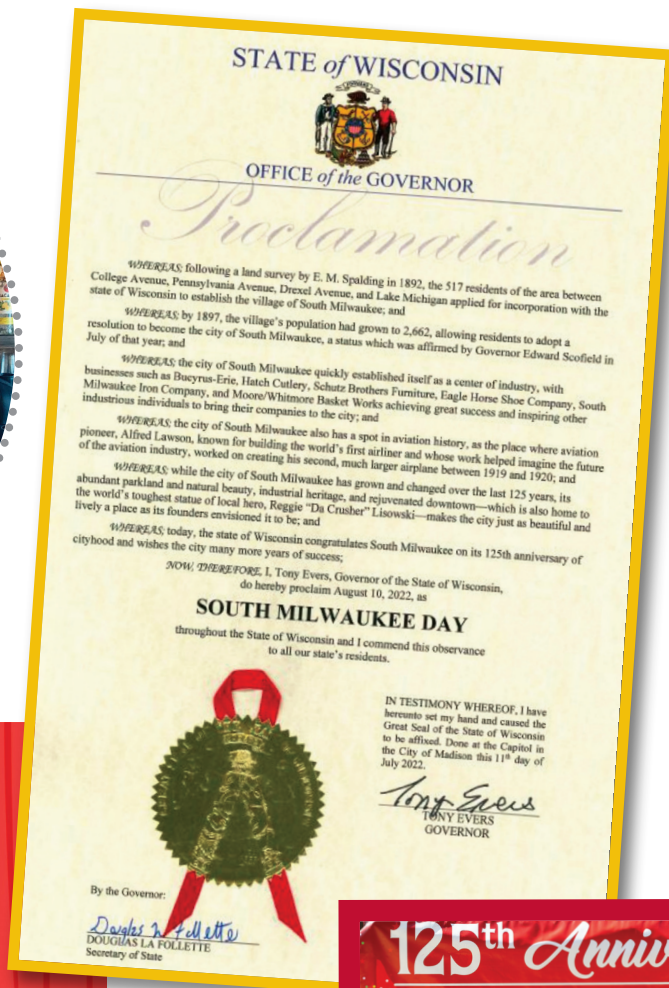 STATE of WISCONSIN
OFFICE of the GOVERNOR
Proclamation
WHEREAS; following a land survey by E. M. Spalding in 1892, the 517 residents of the area between
College Avenue, Pennsylvania Avenue, Drexel Avenue, and Lake Michigan applied for incorporation with the
state of Wisconsin to establish the village of South Milwaukee; and
WHEREAS; by 1897, the village's population had grown to 2,662, allowing residents to adopt a
resolution to become the city of South Milwaukee, a status which was affirmed by Governor Edward Scofield in
July of that year; and
WHEREAS; the city of South Milwaukee quickly established itself as a center of industry, with
businesses such as Bucyrus-Erie, Hatch Cutlery, Schutz Brothers Furniture, Eagle Horse Shoe Company, South
Milwaukee Iron Company, and Moore/Whitmore Basket Works achieving great success and inspiring other
industrious individuals to bring their companies to the city; and
WHEREAS; the city of South Milwaukee also has a spot in aviation history, as the place where aviation
pioneer, Alfred Lawson, known for building the world's first airliner and whose work helped imagine the future
of the aviation industry, worked on creating his second, much larger airplane between 1919 and 1920; and
WHEREAS; while the city of South Milwaukee has grown and changed over the last 125 years, its
abundant parkland and natural beauty, industrial heritage, and rejuvenated downtown—which is also home to
the world's toughest statue of local hero, Reggie "Da Crusher" Lisowski—makes the city just as beautiful and
lively a place as its founders envisioned it to be; and
WHEREAS; today, the state of Wisconsin congratulates South Milwaukee on its 125th anniversary of
cityhood and wishes the city many more years of success;
NOW, THEREFORE, I, Tony Evers, Governor of the State of Wisconsin,
do hereby proclaim August 10, 2022, as
SOUTH MILWAUKEE DAY
throughout the State of Wisconsin and I commend this observance
to all our state's residents.
IN TESTIMONY WHEREOF, I have
hereunto set my hand and caused the
Great Seal of the State of Wisconsin
to be affixed. Done at the Capitol in
the City of Madison this 11th day of
July 2022.
Tony Evers
TONY EVERS
GOVERNOR
By the Governor:
Douglas La Follette
DOUGLAS LA FOLLETTE
Secretary of State
125th Anniv